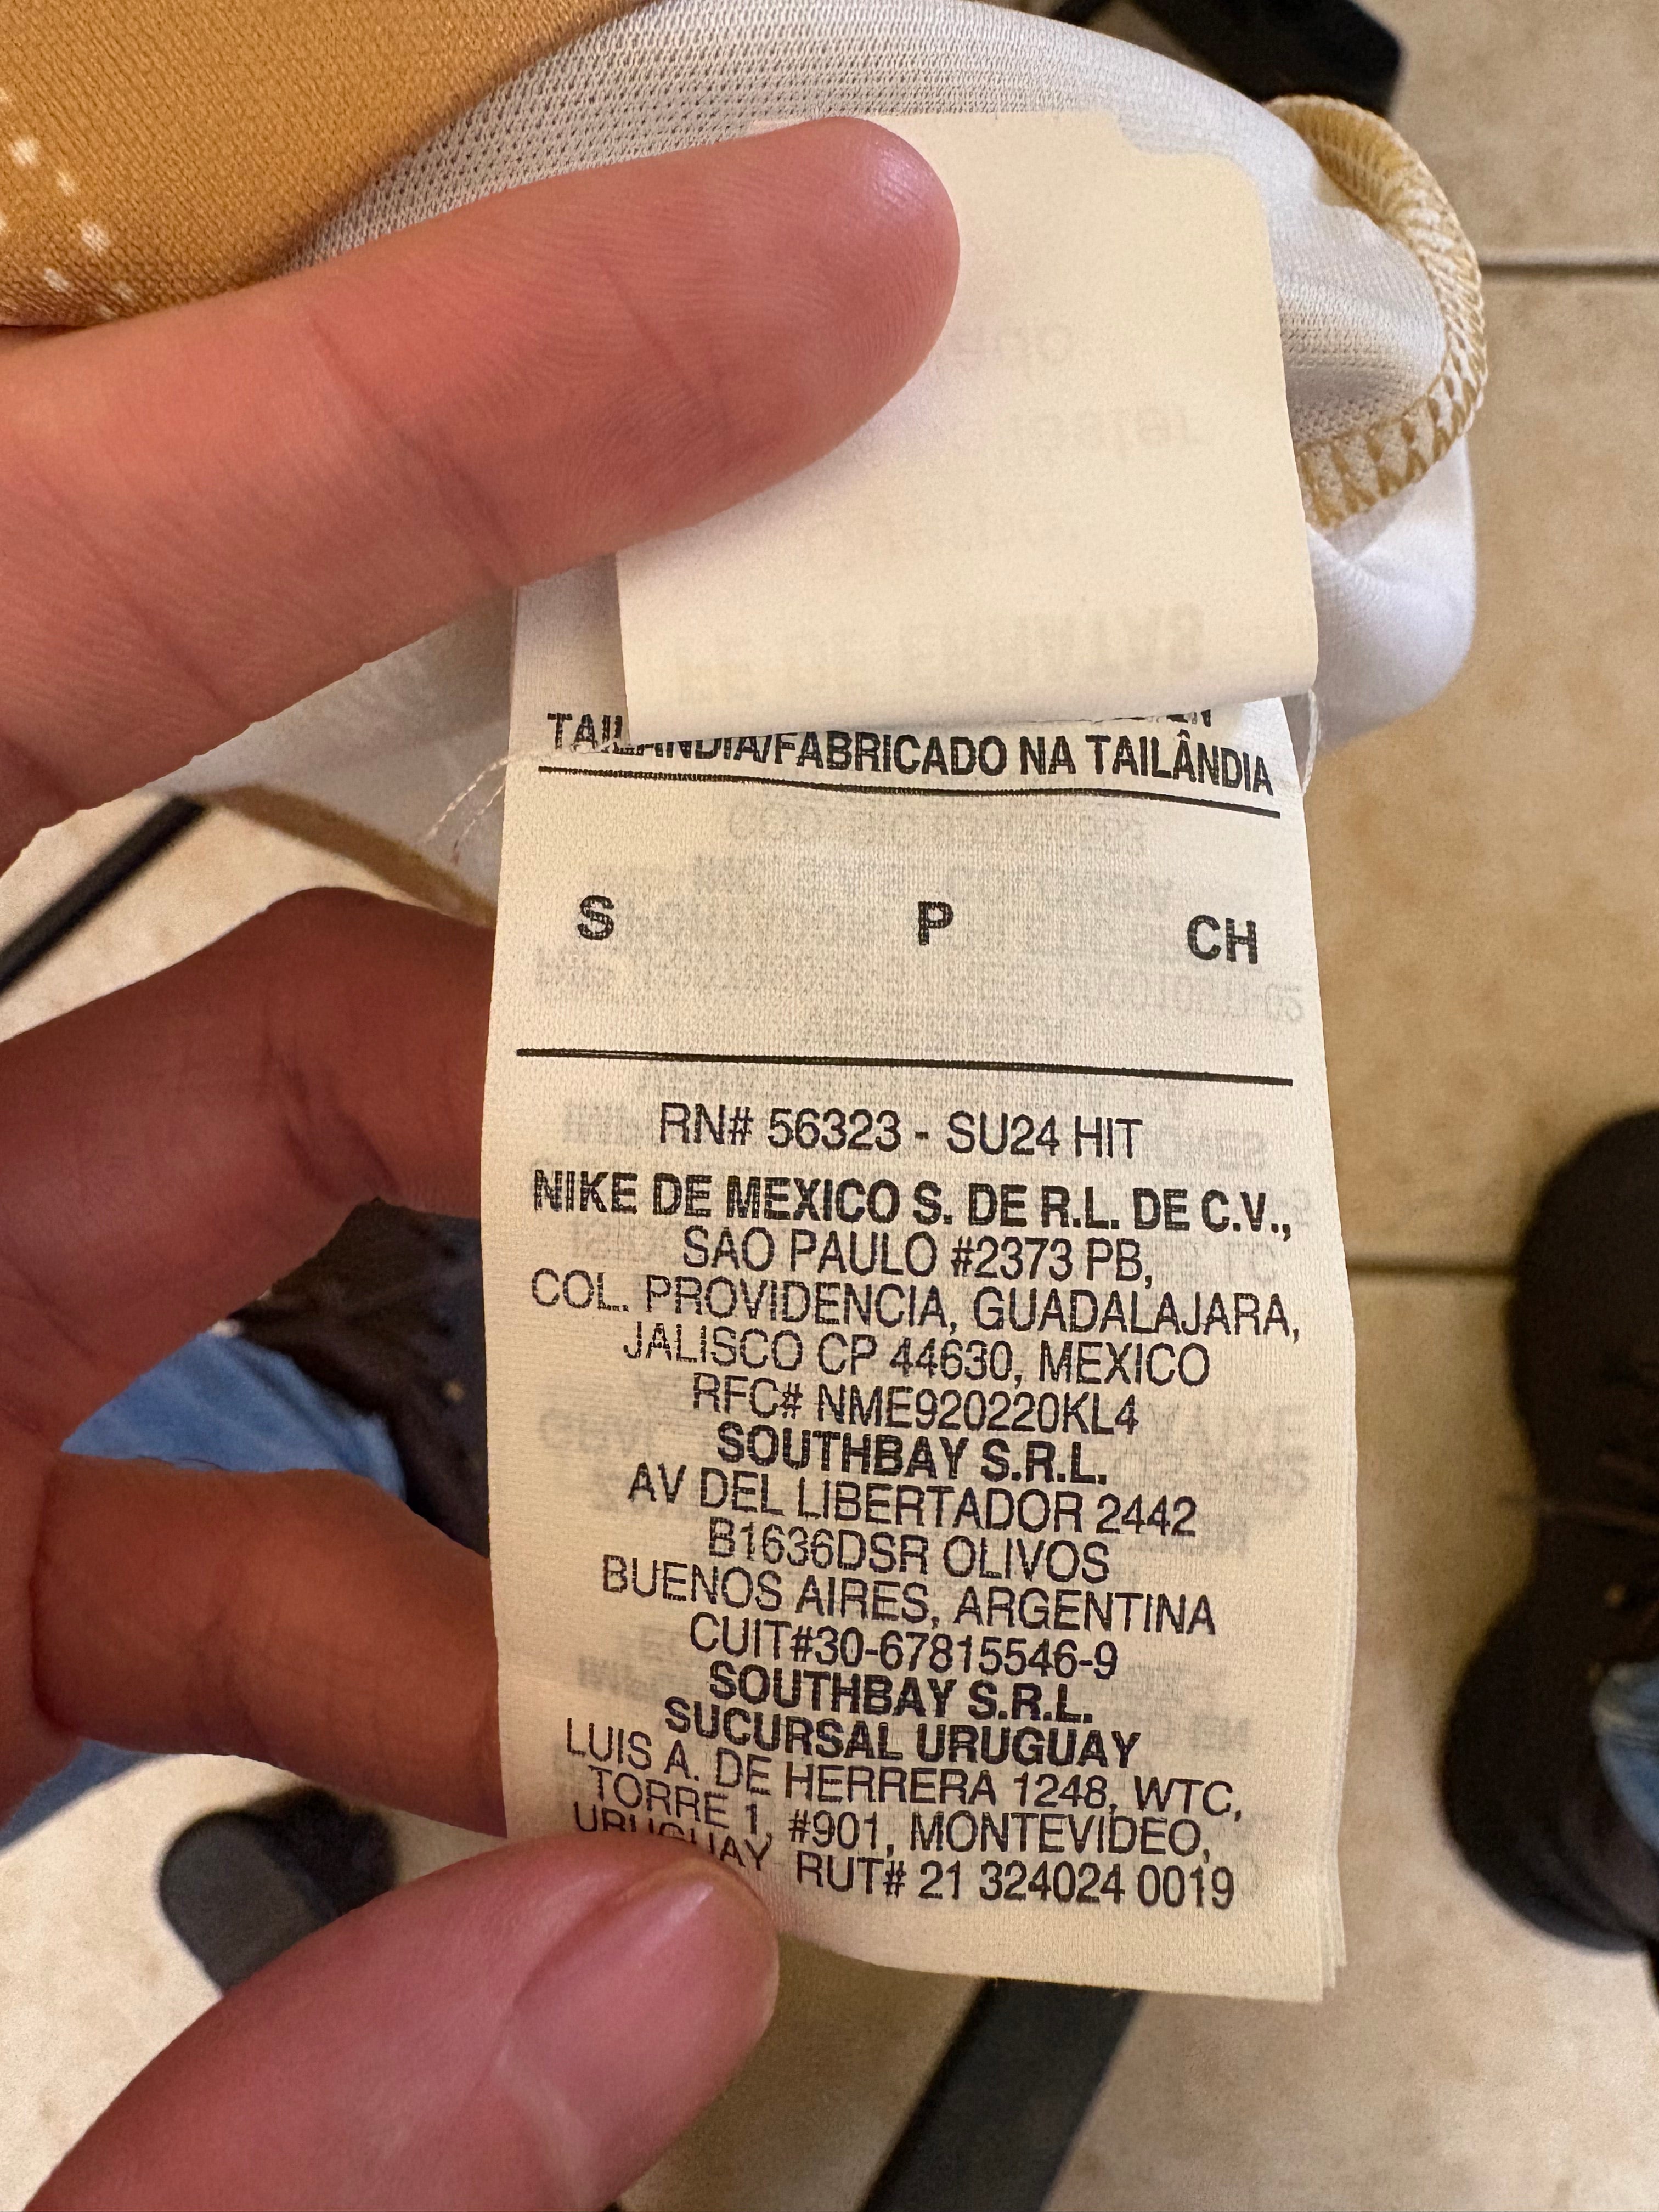 TAILANDIA/FABRICADO NA TAILÂNDIA
S P CH
RN# 56323 - SU24 HIT
NIKE DE MEXICO S. DE R.L. DE C.V.,
SAO PAULO #2373 PB,
COL. PROVIDENCIA, GUADALAJARA,
JALISCO CP 44630, MEXICO
RFC# NME920220KL4
SOUTHBAY S.R.L.
AV DEL LIBERTADOR 2442
B1636DSR OLIVOS
BUENOS AIRES, ARGENTINA
CUIT#30-67815546-9
SOUTHBAY S.R.L.
SUCURSAL URUGUAY
LUIS A. DE HERRERA 1248, WTC,
TORRE 1, #901, MONTEVIDEO,
URUGUAY RUT# 21 324024 0019